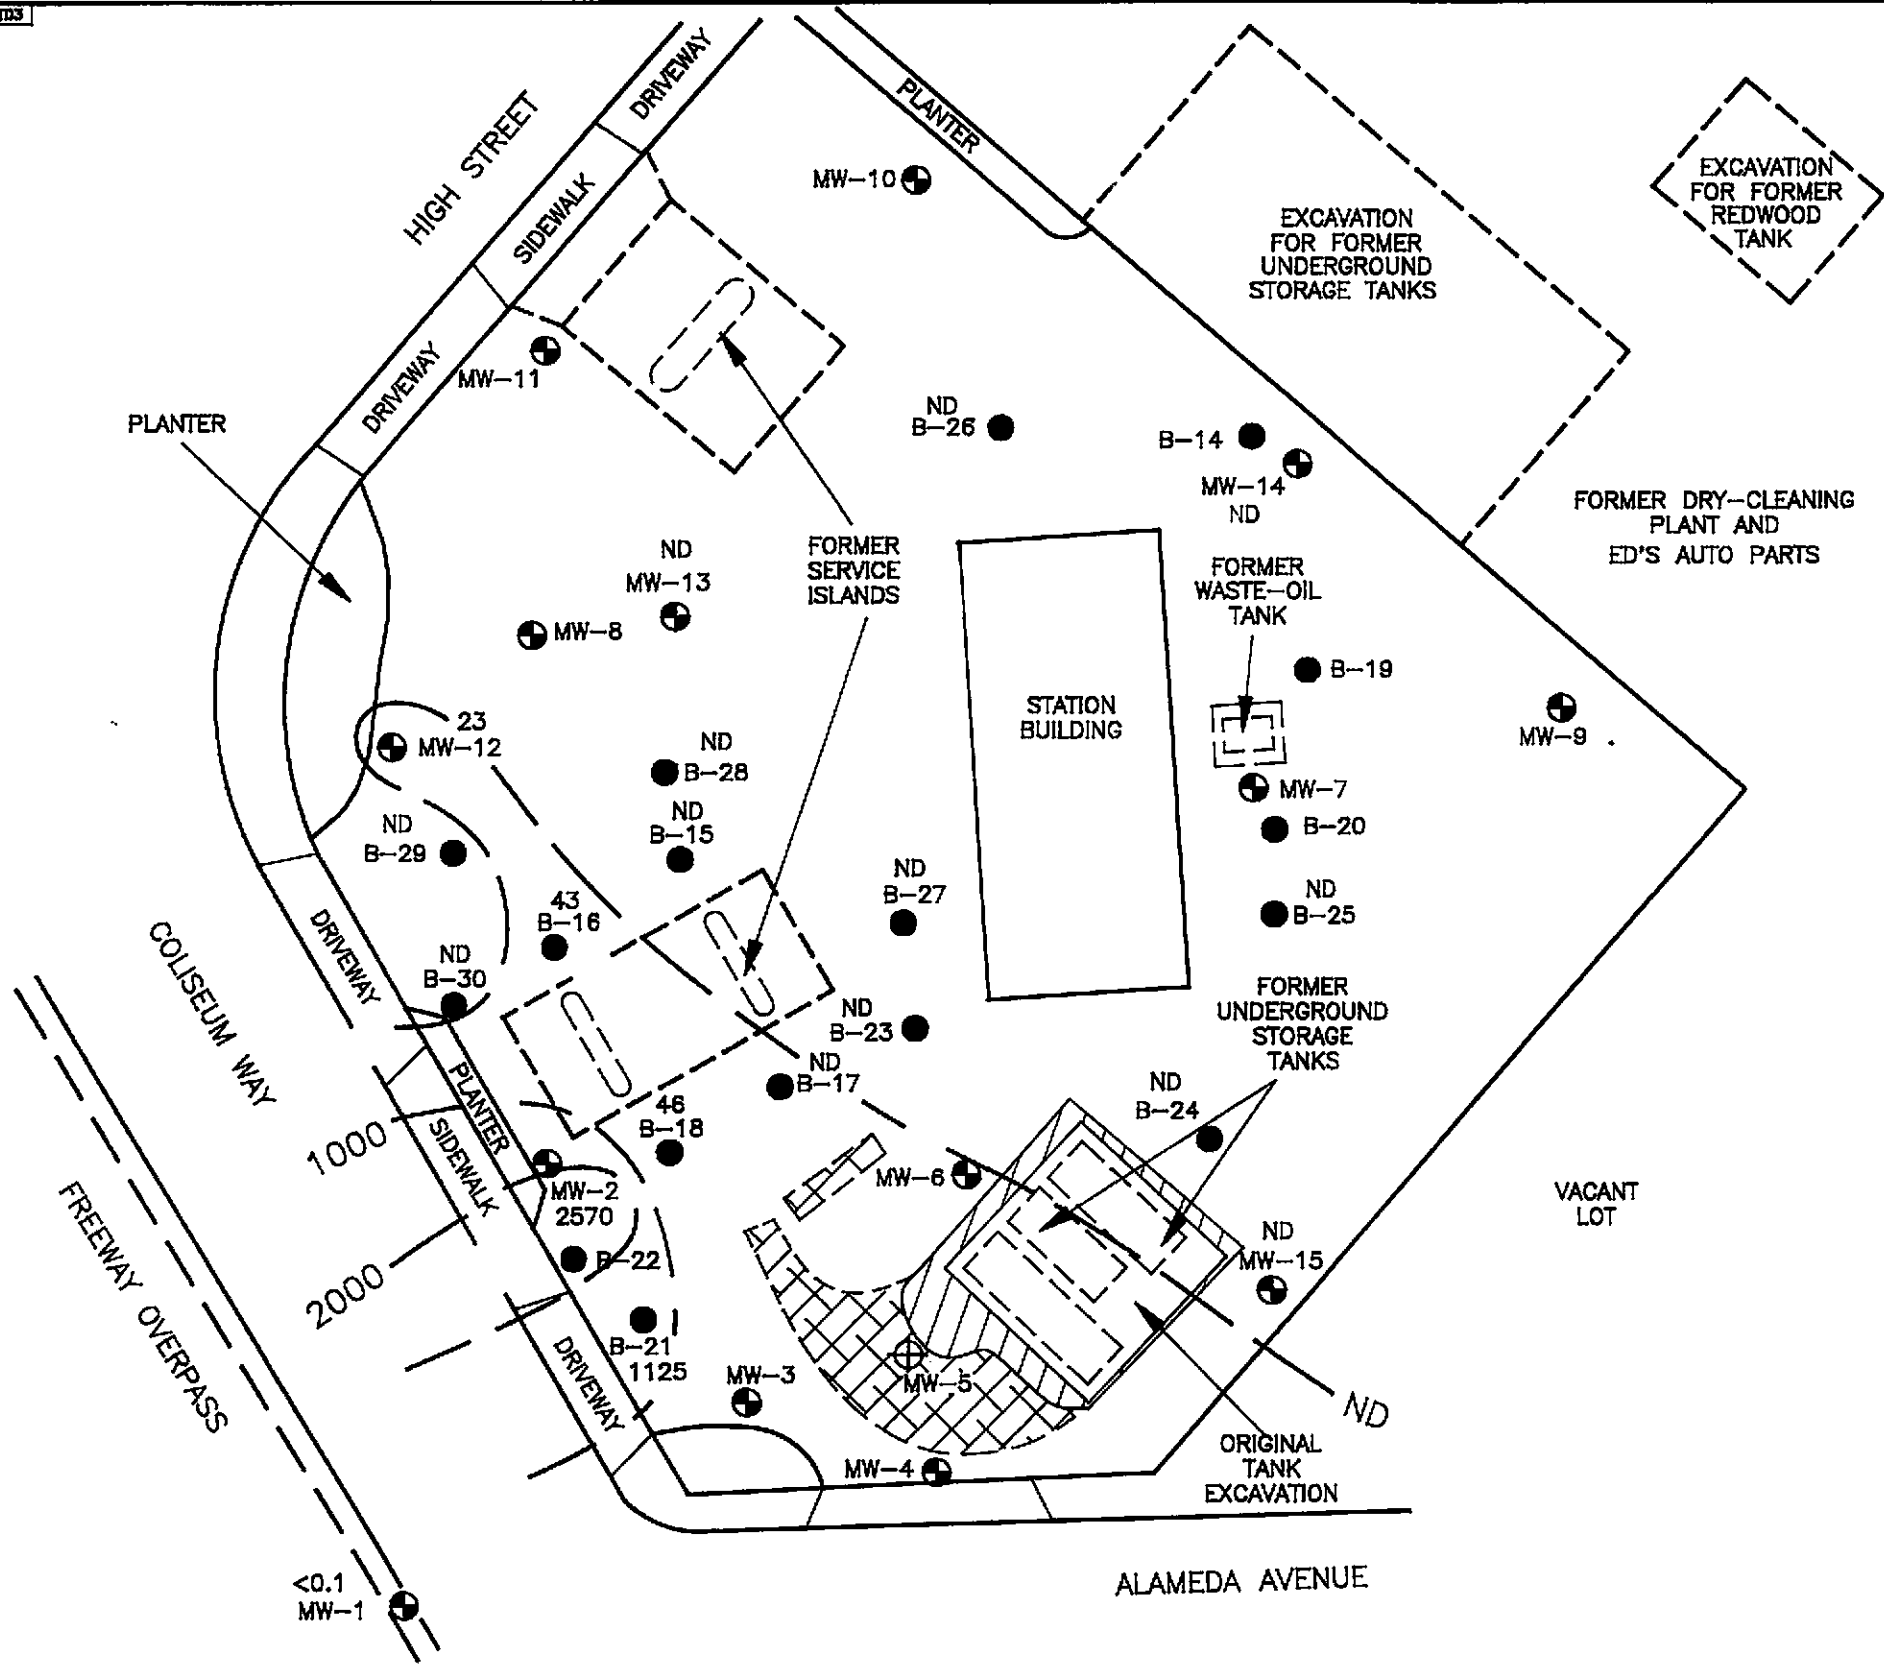 DRIVEWAY
PLANTER
HIGH STREET
SIDEWALK
MW-10
EXCAVATION
FOR FORMER
REDWOOD
TANK
EXCAVATION
FOR FORMER
UNDERGROUND
STORAGE TANKS
DRIVEWAY
MW-11
PLANTER
ND
B-26
B-14
MW-14
ND
FORMER DRY-CLEANING
PLANT AND
ED'S AUTO PARTS
FORMER
SERVICE
ISLANDS
ND
MW-13
MW-8
FORMER
WASTE-OIL
TANK
B-19
STATION
BUILDING
MW-9
23
MW-12
ND
B-28
MW-7
ND
B-15
B-20
ND
B-29
ND
B-27
ND
B-25
43
B-16
DRIVEWAY
COLISEUM WAY
ND
B-30
FORMER
UNDERGROUND
STORAGE
TANKS
ND
B-23
ND
B-17
PLANTER
46
B-18
ND
B-24
1000
SIDEWALK
MW-6
MW-2
2570
VACANT
LOT
FREEWAY OVERPASS
B-22
ND
MW-15
2000
B-21
1125
DRIVEWAY
MW-3
MW-5
ND
MW-4
ORIGINAL
TANK
EXCAVATION
<0.1
MW-1
ALAMEDA AVENUE